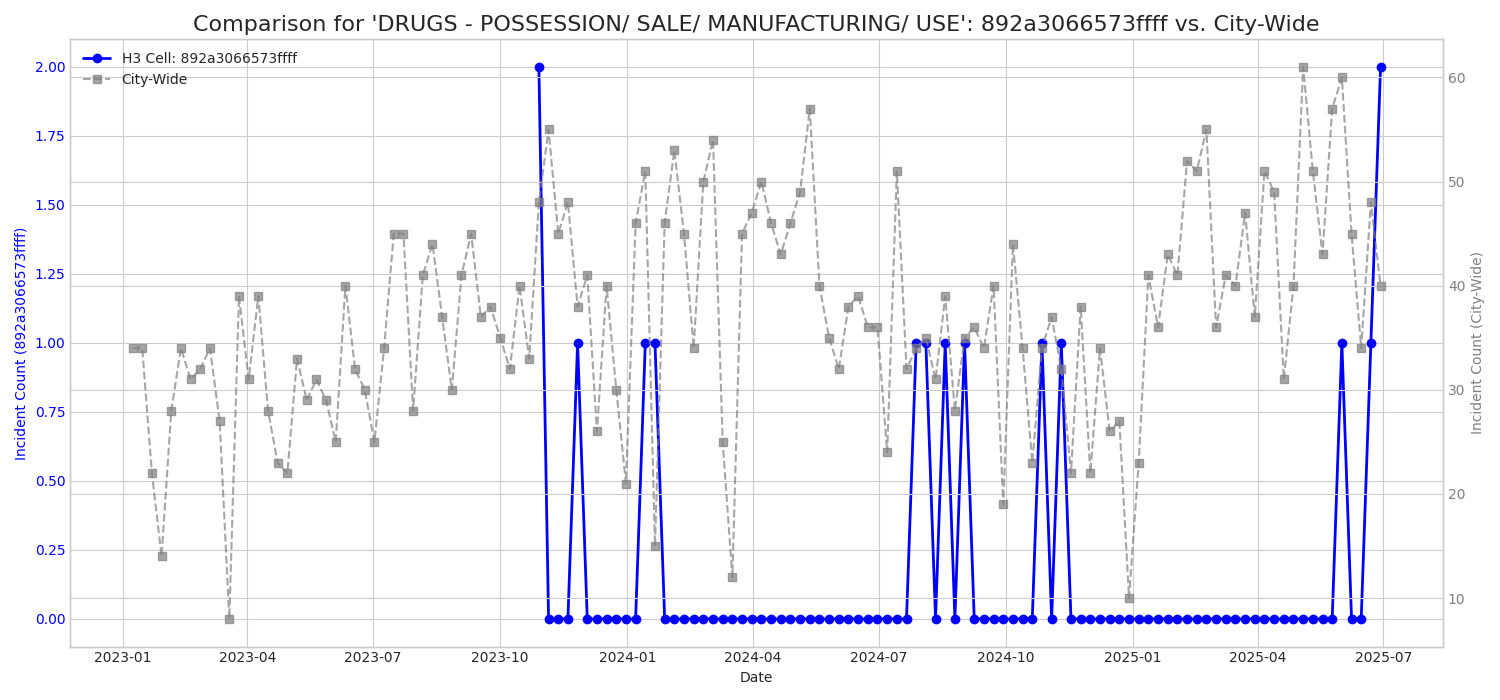 Comparison for 'DRUGS - POSSESSION/ SALE/ MANUFACTURING/ USE': 892a3066573ffff vs. City-Wide
H3 Cell: 892a3066573ffff
City-Wide
Incident Count (892a3066573ffff)
2.00
1.75
1.50
1.25
1.00
0.75
0.50
0.25
0.00
60
50
40
30
20
10
Incident Count (City-Wide)
2023-01 2023-04 2023-07 2023-10 2024-01 2024-04 2024-07 2024-10 2025-01 2025-04 2025-07
Date